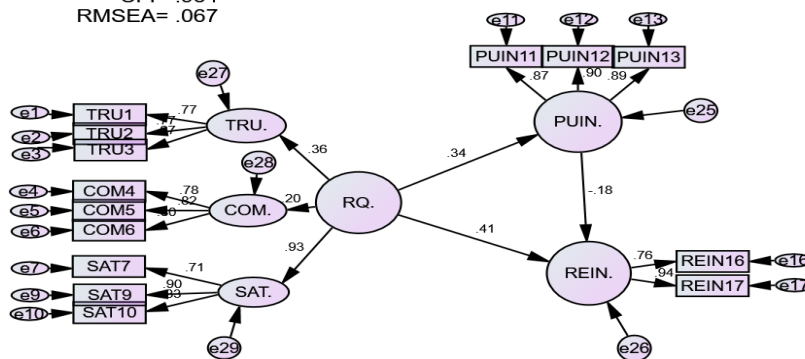 RMSEA= .067
e11
e12
e13
PUIN11
PUIN12
PUIN13
.87
.90
.89
e27
e25
PUIN.
e1
TRU1
.77
e2
TRU2
e3
TRU3
TRU.
.36
.34
e28
e4
COM4
.78
e5
COM5
.82
e6
COM6
COM.
.20
RQ.
-.18
.41
.93
e7
SAT7
.71
e9
SAT9
.90
e10
SAT10
SAT.
REIN.
.76
REIN16
e16
.94
REIN17
e17
e29
e26